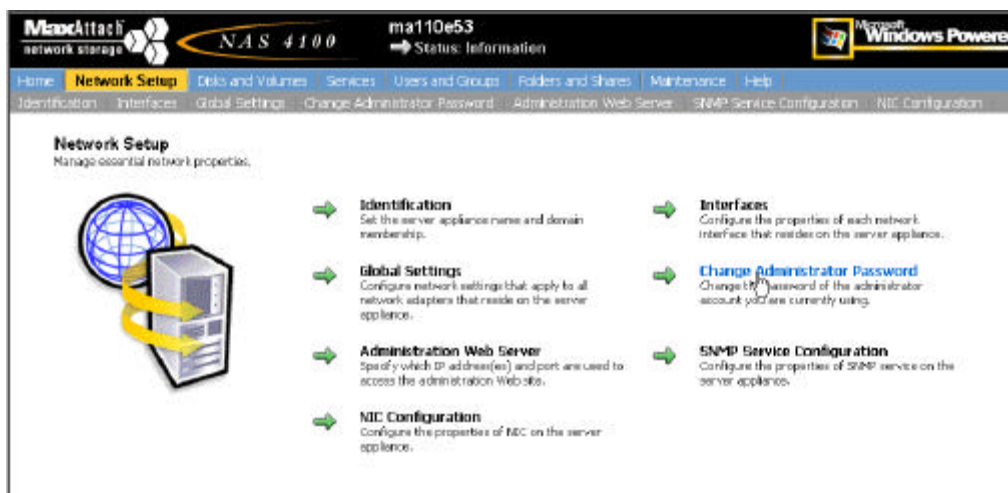 MaxAttach
network storage
NAS 4100
ma110e53
Status: Information
Microsoft
Windows Powere
Home Network Setup Disks and Volumes Services Users and Groups Folders and Shares Maintenance Help
Identification Interfaces Global Settings Change Administrator Password Administration Web Server SNMP Service Configuration NIC Configuration
Network Setup
Manage essential network properties.
Identification
Set the server appliance name and domain
membership.
Interfaces
Configure the properties of each network
interface that resides on the server appliance.
Global Settings
Configure network settings that apply to all
network adapters that reside on the server
appliance.
Change Administrator Password
Change the password of the administrator
account you are currently using.
Administration Web Server
Specify which IP address(es) and port are used to
access the administration Web site.
SNMP Service Configuration
Configure the properties of SNMP service on the
server appliance.
NIC Configuration
Configure the properties of NIC on the server
appliance.